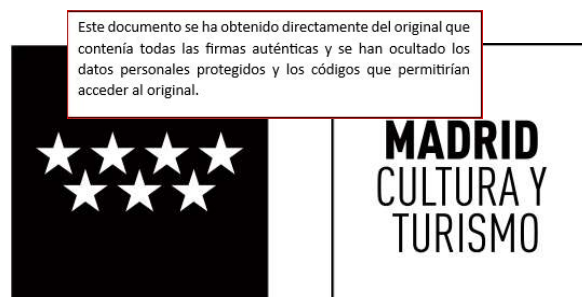 Este documento se ha obtenido directamente del original que
contenía todas las firmas auténticas y se han ocultado los
datos personales protegidos y los códigos que permitirían
acceder al original.
MADRID
CULTURA Y
TURISMO